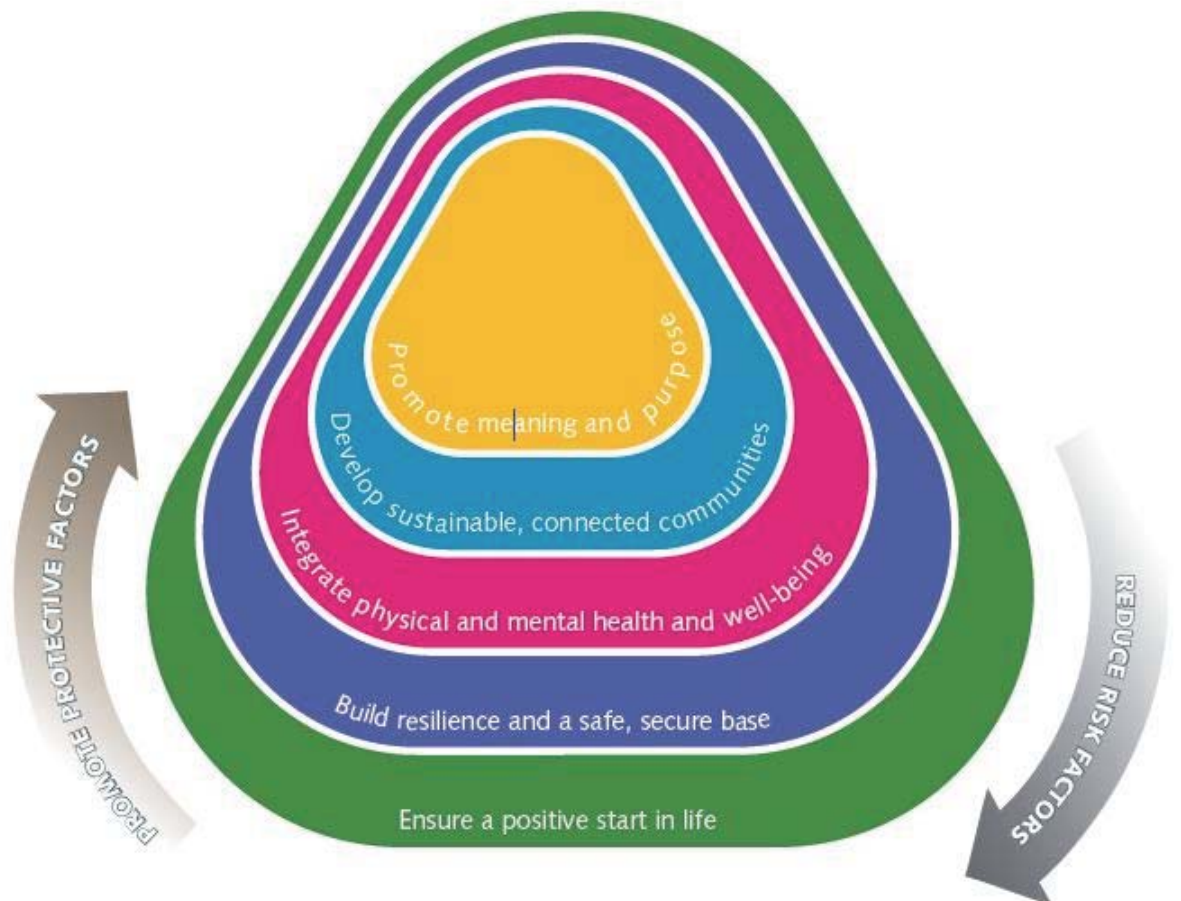 Promote meaning and purpose
Develop sustainable, connected communities
Integrate physical and mental health and well-being
Build resilience and a safe, secure base
Ensure a positive start in life
PROMOTE PROTECTIVE FACTORS
REDUCE RISK FACTORS